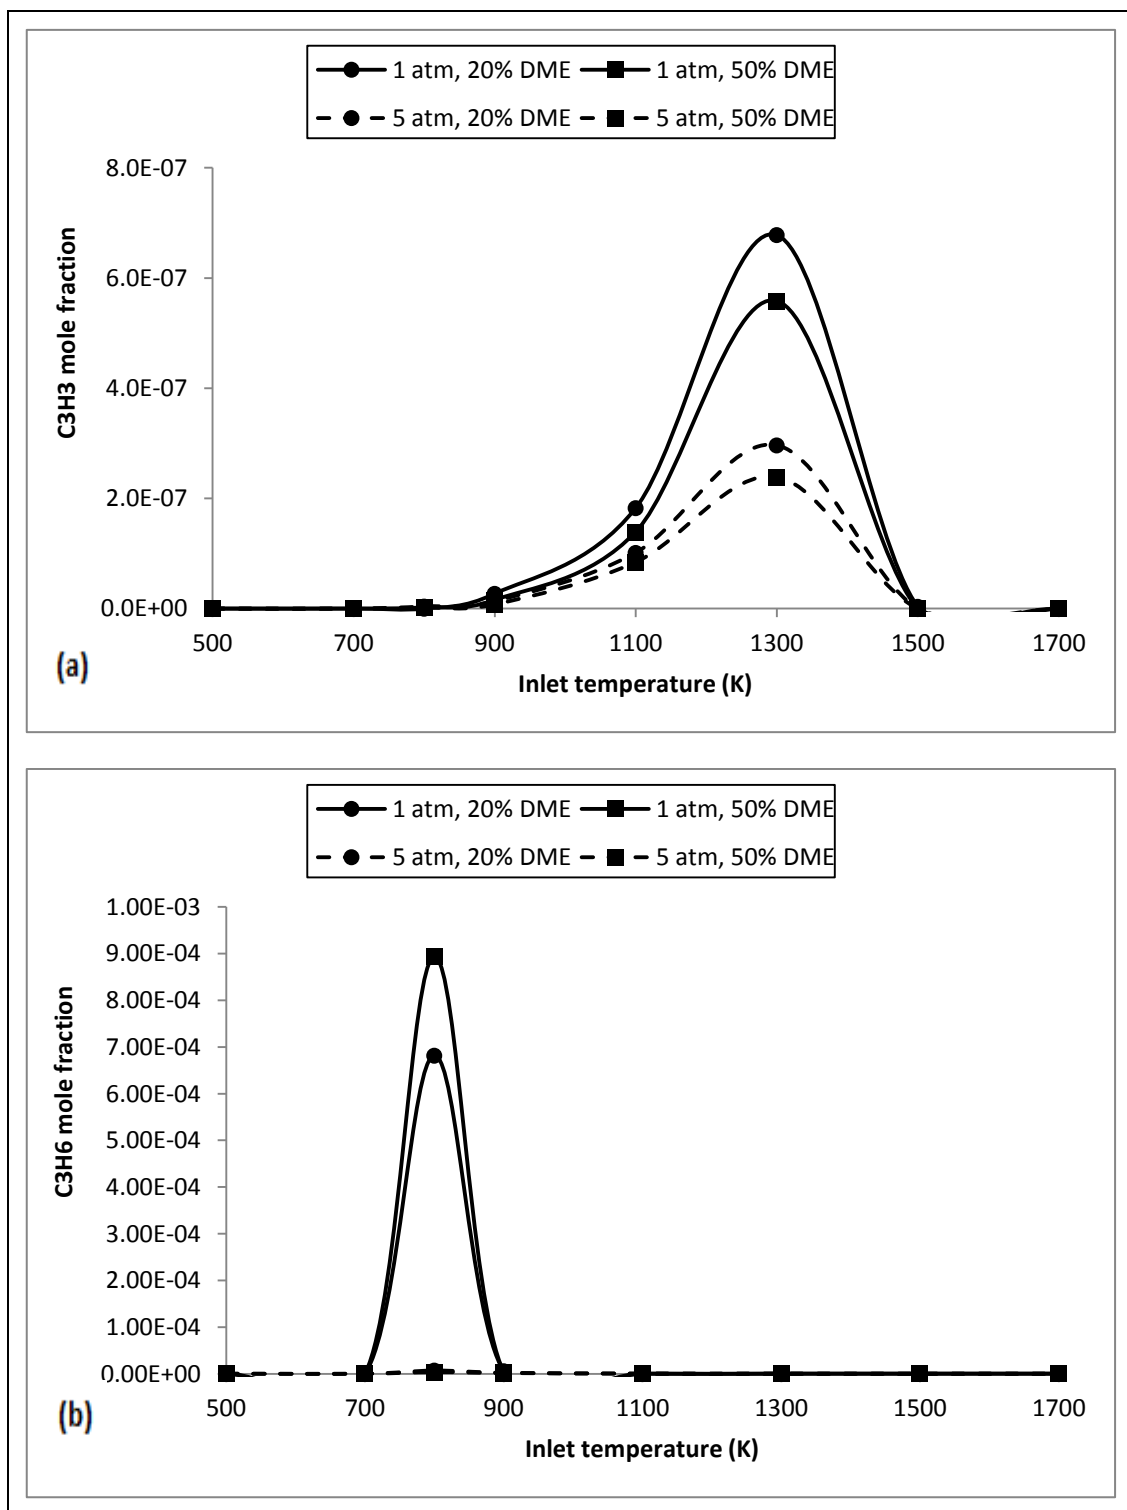 1 atm, 20% DME 1 atm, 50% DME
5 atm, 20% DME 5 atm, 50% DME
8.0E-07
6.0E-07
4.0E-07
2.0E-07
0.0E+00
C3H3 mole fraction
500 700 900 1100 1300 1500 1700
Inlet temperature (K)
(a)
1 atm, 20% DME 1 atm, 50% DME
5 atm, 20% DME 5 atm, 50% DME
1.00E-03
9.00E-04
8.00E-04
7.00E-04
6.00E-04
5.00E-04
4.00E-04
3.00E-04
2.00E-04
1.00E-04
0.00E+00
C3H6 mole fraction
500 700 900 1100 1300 1500 1700
Inlet temperature (K)
(b)